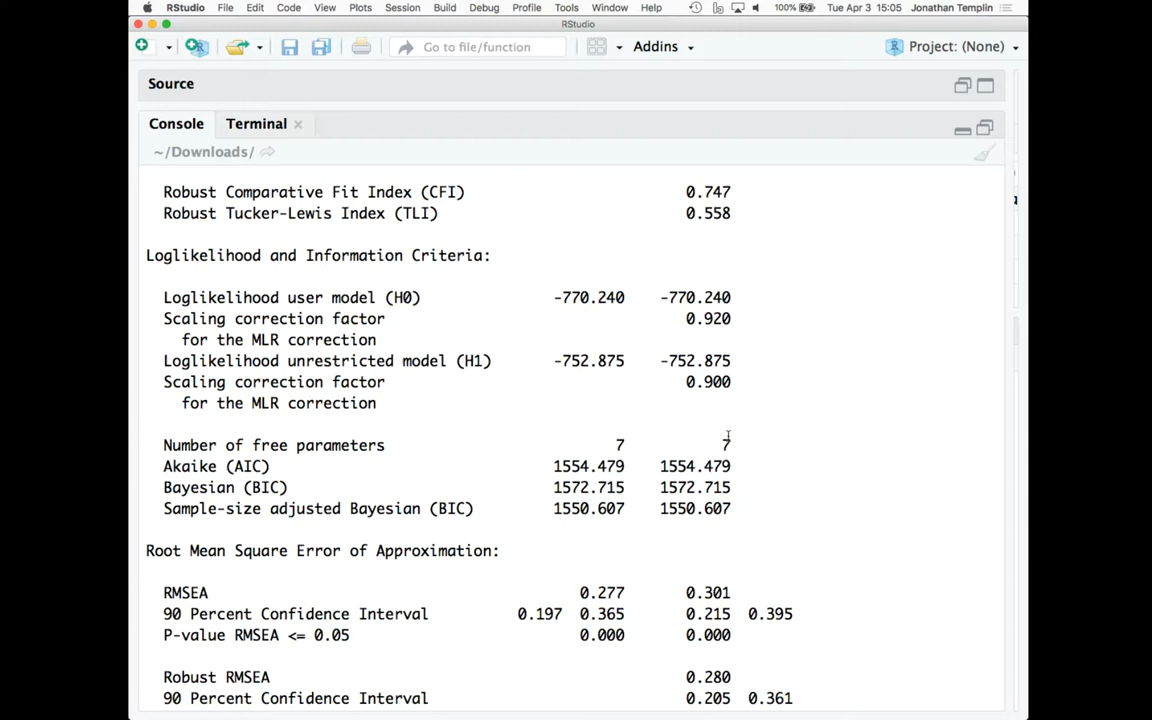 RStudio File Edit Code View Plots Session Build Debug Profile Tools Window Help 100% Tue Apr 3 15:05 Jonathan Templin
RStudio
Go to file/function Addins Project: (None)
Source
Console Terminal
~/Downloads/
Robust Comparative Fit Index (CFI) 0.747
Robust Tucker-Lewis Index (TLI) 0.558
Loglikelihood and Information Criteria:
Loglikelihood user model (H0) -770.240 -770.240
Scaling correction factor 0.920
for the MLR correction
Loglikelihood unrestricted model (H1) -752.875 -752.875
Scaling correction factor 0.900
for the MLR correction
Number of free parameters 7 7
Akaike (AIC) 1554.479 1554.479
Bayesian (BIC) 1572.715 1572.715
Sample-size adjusted Bayesian (BIC) 1550.607 1550.607
Root Mean Square Error of Approximation:
RMSEA 0.277 0.301
90 Percent Confidence Interval 0.197 0.365 0.215 0.395
P-value RMSEA <= 0.05 0.000 0.000
Robust RMSEA 0.280
90 Percent Confidence Interval 0.205 0.361